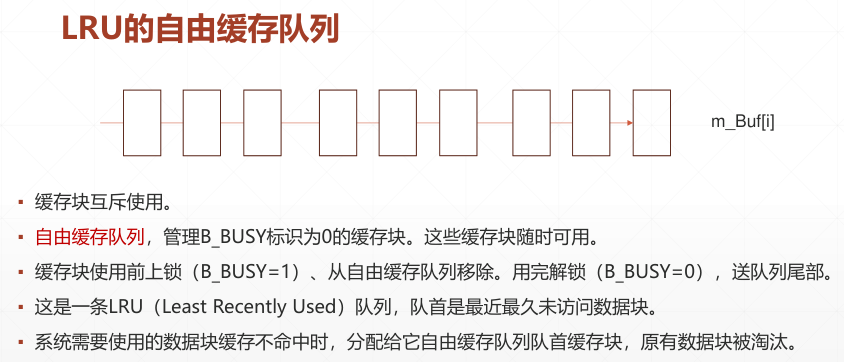 LRU的自由缓存队列
m_Buf[i]
▪ 缓存块互斥使用。
▪ 自由缓存队列，管理B_BUSY标识为0的缓存块。这些缓存块随时可用。
▪ 缓存块使用前上锁（B_BUSY=1）、从自由缓存队列移除。用完解锁（B_BUSY=0），送队列尾部。
▪ 这是一条LRU（Least Recently Used）队列，队首是最近最久未访问数据块。
▪ 系统需要使用的数据块缓存不命中时，分配给它自由缓存队列队首缓存块，原有数据块被淘汰。